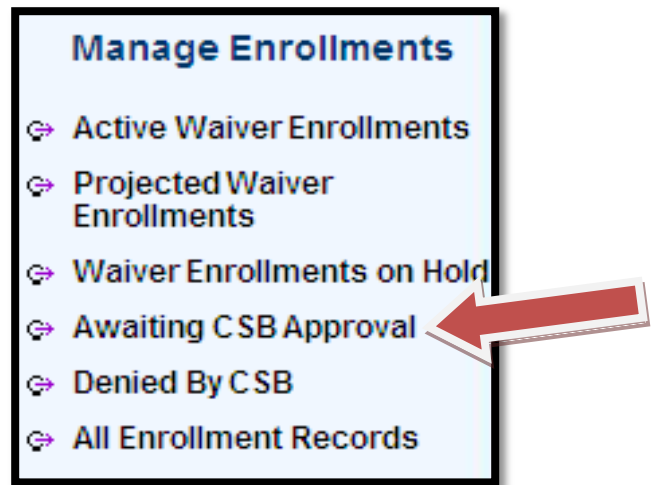 Manage Enrollments
Active Waiver Enrollments
Projected Waiver
Enrollments
Waiver Enrollments on Hold
Awaiting CSB Approval
Denied By CSB
All Enrollment Records